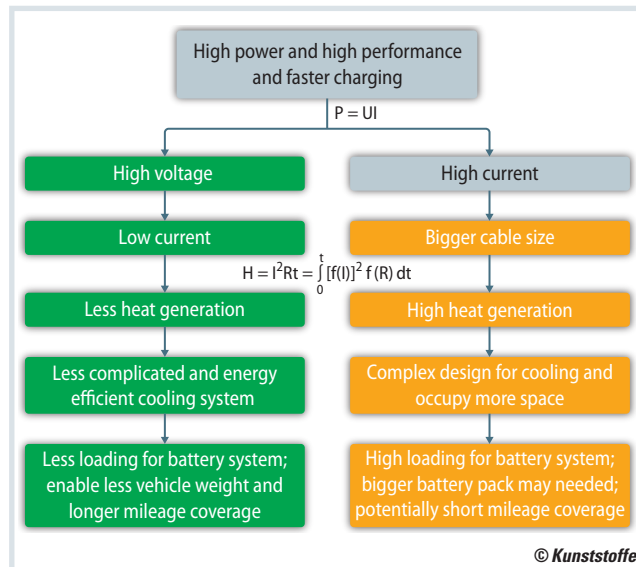 High power and high performance
and faster charging
P = UI
High voltage
High current
Low current
Bigger cable size
H = I²Rt = ∫₀ᵗ [f(I)]² f (R) dt
Less heat generation
High heat generation
Less complicated and energy
efficient cooling system
Complex design for cooling and
occupy more space
Less loading for battery system;
enable less vehicle weight and
longer mileage coverage
High loading for battery system;
bigger battery pack may needed;
potentially short mileage coverage
© Kunststoffe